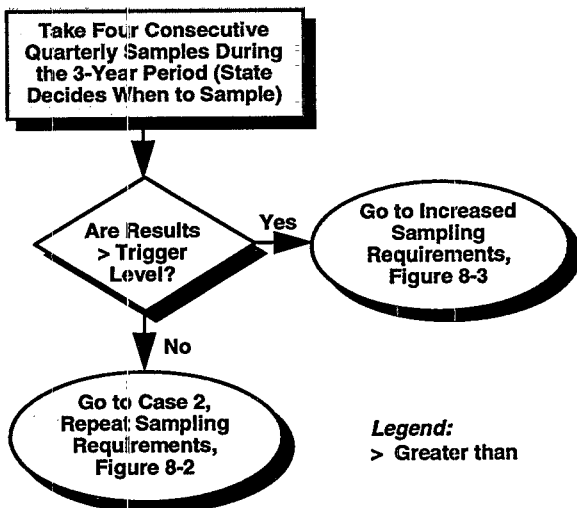 Take Four Consecutive
Quarterly Samples During
the 3-Year Period (State
Decides When to Sample)
Are Results
> Trigger
Level?
Yes
Go to Increased
Sampling
Requirements,
Figure 8-3
No
Go to Case 2,
Repeat Sampling
Requirements,
Figure 8-2
Legend:
> Greater than